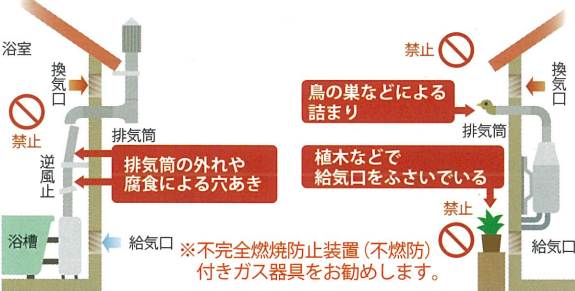 浴室
換気口
禁止
排気筒
逆風止
排気筒の外れや
腐食による穴あき
浴槽
給気口
禁止
換気口
鳥の巣などによる
詰まり
排気筒
植木などで
給気口をふさいでいる
禁止
給気口
※不完全燃焼防止装置（不燃防）
付きガス器具をお勧めします。